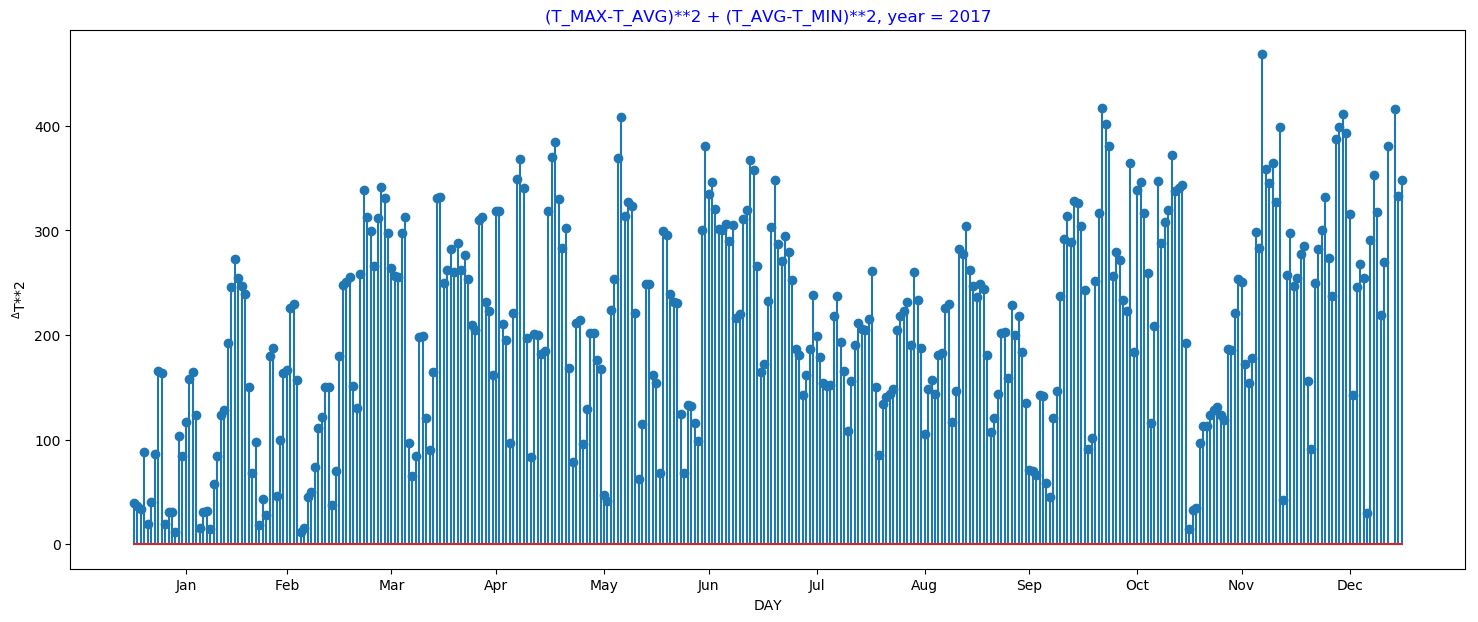 (T_MAX-T_AVG)**2 + (T_AVG-T_MIN)**2, year = 2017
400
300
200
100
0
ΔT**2
Jan Feb Mar Apr May Jun Jul Aug Sep Oct Nov Dec
DAY